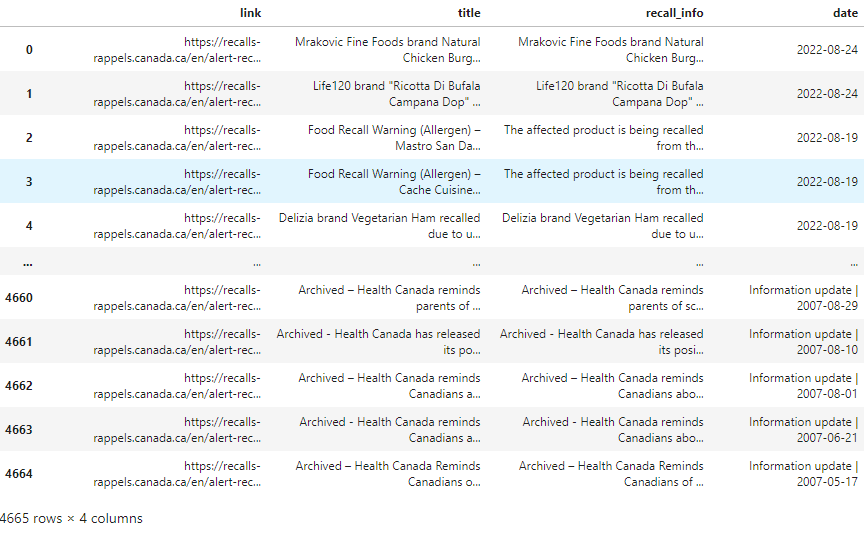 link title recall_info date
0 https://recalls- Mrakovic Fine Foods brand Natural Mrakovic Fine Foods brand Natural 2022-08-24
rappels.canada.ca/en/alert-rec... Chicken Burg... Chicken Burg...
1 https://recalls- Life120 brand "Ricotta Di Bufala Life120 brand "Ricotta Di Bufala 2022-08-24
rappels.canada.ca/en/alert-rec... Campana Dop" ... Campana Dop" ...
2 https://recalls- Food Recall Warning (Allergen) – The affected product is being recalled 2022-08-19
rappels.canada.ca/en/alert-rec... Mastro San Da... from th...
3 https://recalls- Food Recall Warning (Allergen) – The affected product is being recalled 2022-08-19
rappels.canada.ca/en/alert-rec... Cache Cuisine... from th...
4 https://recalls- Delizia brand Vegetarian Ham recalled Delizia brand Vegetarian Ham recalled 2022-08-19
rappels.canada.ca/en/alert-rec... due to u... due to u...
... ... ... ... ...
4660 https://recalls- Archived – Health Canada reminds Archived – Health Canada reminds Information update |
rappels.canada.ca/en/alert-rec... parents of ... parents of sc... 2007-08-29
4661 https://recalls- Archived - Health Canada has released Archived - Health Canada has released Information update |
rappels.canada.ca/en/alert-rec... its po... its posi... 2007-08-10
4662 https://recalls- Archived – Health Canada reminds Archived – Health Canada reminds Information update |
rappels.canada.ca/en/alert-rec... Canadians a... Canadians abo... 2007-08-01
4663 https://recalls- Archived - Health Canada reminds Archived - Health Canada reminds Information update |
rappels.canada.ca/en/alert-rec... Canadians a... Canadians abo... 2007-06-21
4664 https://recalls- Archived – Health Canada Reminds Archived – Health Canada Reminds Information update |
rappels.canada.ca/en/alert-rec... Canadians o... Canadians of ... 2007-05-17
4665 rows × 4 columns